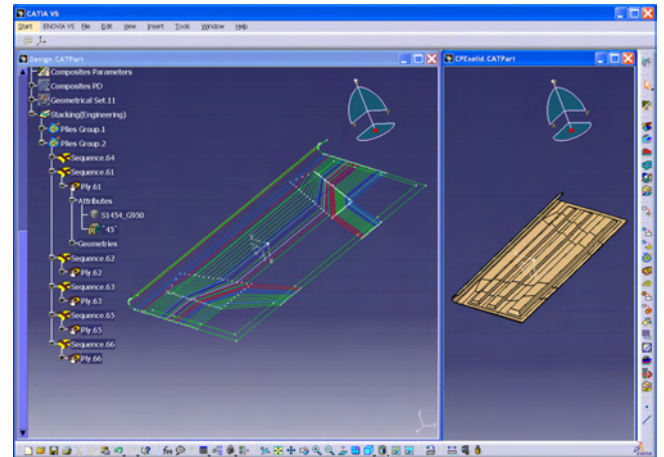 CATIA V5
Start ENOVIA V5 File Edit View Insert Tools Window Help
Design.CATPart
CPEsolid.CATPart
Composites Parameters
Composites PD
Geometrical Set.11
Stacking(Engineering)
Plies Group.1
Plies Group.2
Sequence.64
Sequence.61
Ply.61
Attributes
S1454_G950
`45`
Geometries
Sequence.62
Ply.62
Sequence.63
Ply.63
Sequence.65
Ply.65
Sequence.66
Ply.66
CATIA